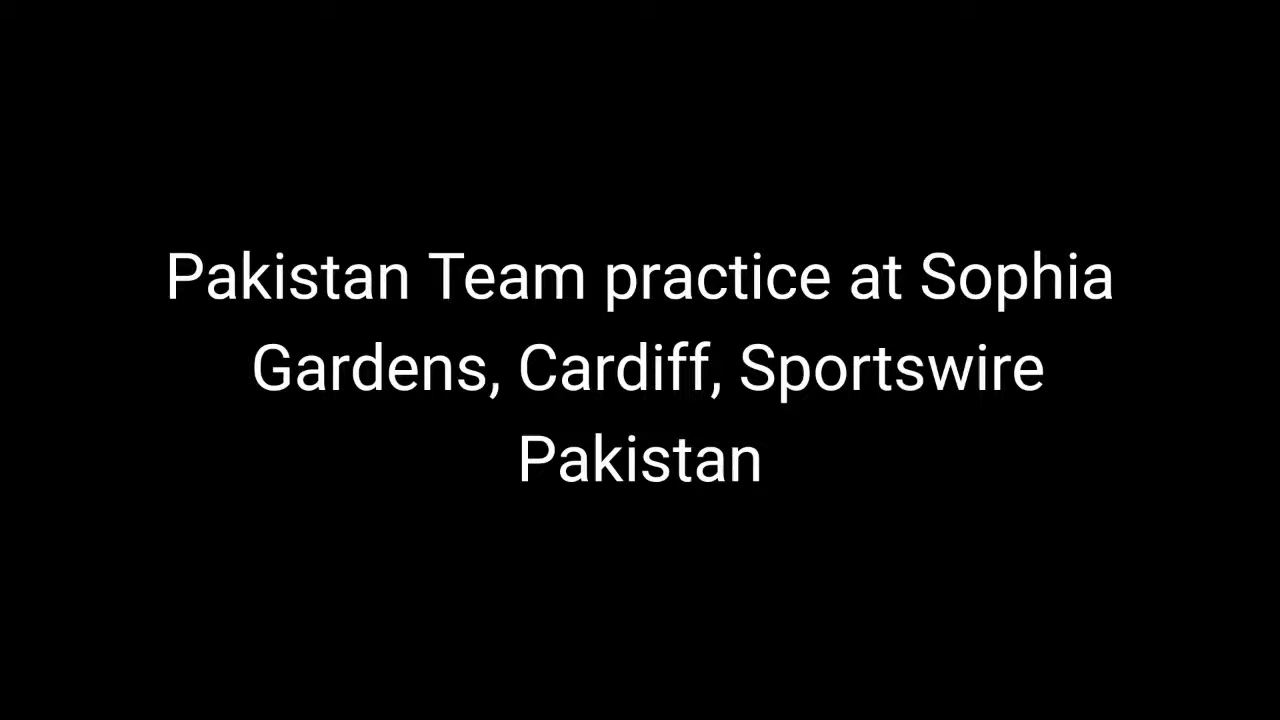 Pakistan Team practice at Sophia
Gardens, Cardiff, Sportswire
Pakistan